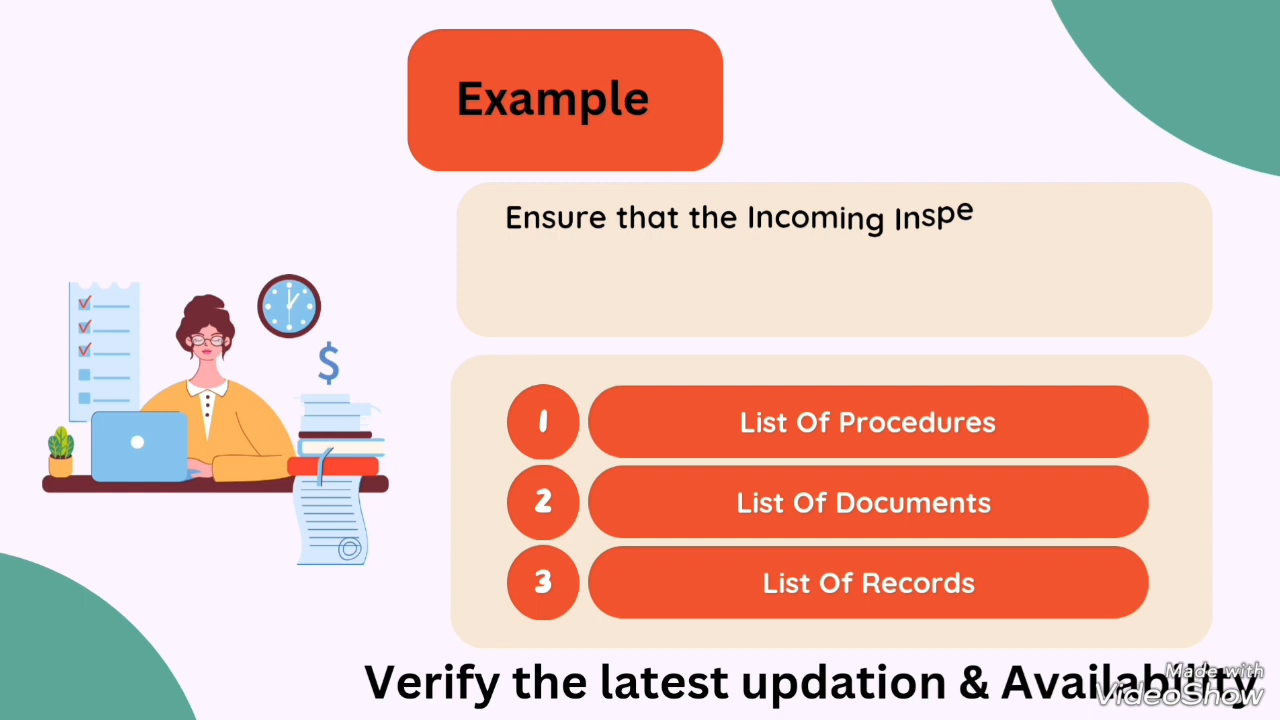 Example
Ensure that the Incoming Inspe
1 List Of Procedures
2 List Of Documents
3 List Of Records
Verify the latest updation & Availability
Made with
VideoShow